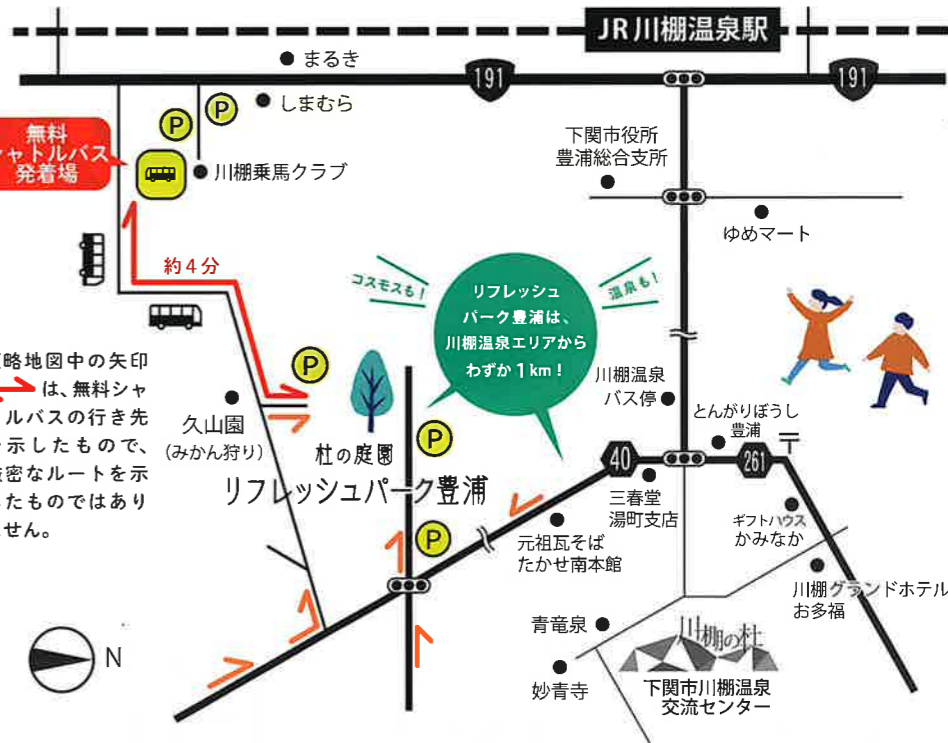 JR川棚温泉駅
まるき
191
191
しまむら
P
P
無料
シャトルバス
発着場
川棚乗馬クラブ
下関市役所
豊浦総合支所
ゆめマート
約4分
コスモスも！
リフレッシュ
パーク豊浦は、
川棚温泉エリアから
わずか1km！
温泉も！
略地図中の矢印
は、無料シャ
トルバスの行き先
示したもので、
密なルートを示
したものではあり
ません。
P
久山園
(みかん狩り)
杜の庭園
リフレッシュパーク豊浦
P
P
川棚温泉
バス停
とんがりぼうし
豊浦
〒
40
261
三春堂
湯町支店
元祖瓦そば
たかせ南本館
ギフトハウス
かみなか
川棚グランドホテル
お多福
青竜泉
妙青寺
川棚の杜
下関市川棚温泉
交流センター
N